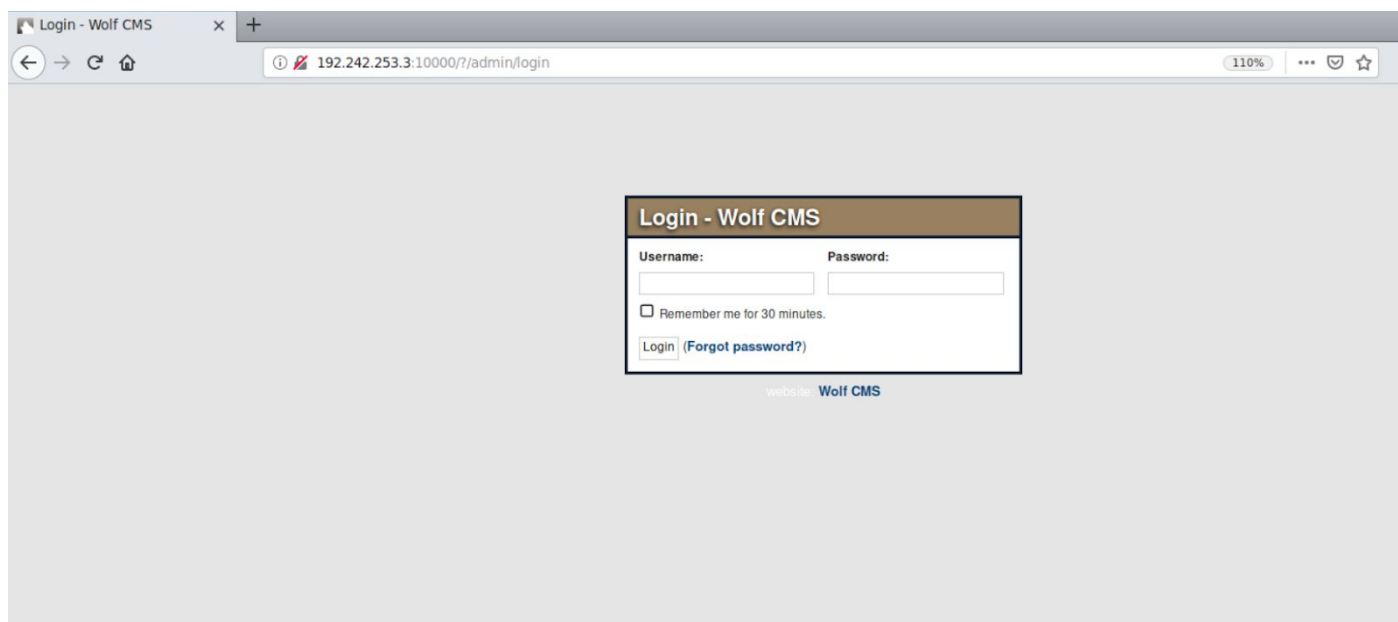 Login - Wolf CMS
192.242.253.3:10000/?/admin/login
110%
Login - Wolf CMS
Username:
Password:
Remember me for 30 minutes.
Login (Forgot password?)
website: Wolf CMS